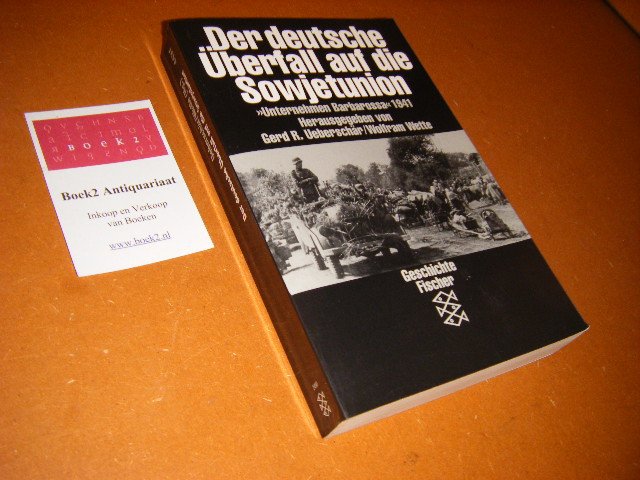 Der deutsche
Überfall auf die
Sowjetunion
»Unternehmen Barbarossa« 1941
Herausgegeben von
Gerd R. Ueberschär/Wolfram Wette
Geschichte
Fischer
BOEK2
Boek2 Antiquariaat
Inkoop en Verkoop
van Boeken
www.boek2.nl